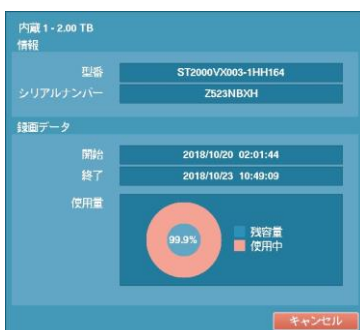 内蔵 1 - 2.00 TB
情報
型番 ST2000VX003-1HH164
シリアルナンバー Z523NBXH
録画データ
開始 2018/10/20 02:01:44
終了 2018/10/23 10:49:09
使用量
99.9%
残容量
使用中
キャンセル